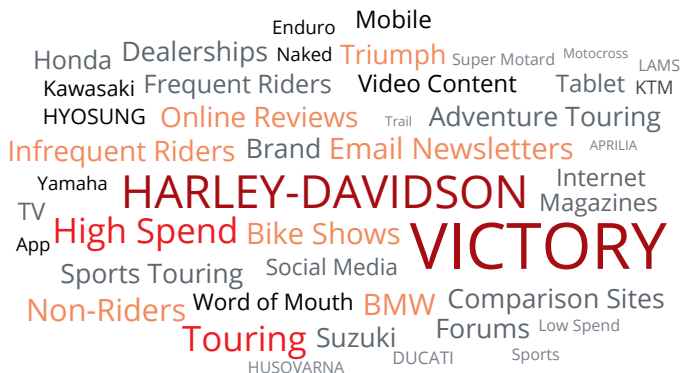 Enduro Mobile
Honda Dealerships Naked Triumph Super Motard Motocross LAMS
Kawasaki Frequent Riders Video Content Tablet KTM
HYOSUNG Online Reviews Trail Adventure Touring
Infrequent Riders Brand Email Newsletters APRILIA
Yamaha HARLEY-DAVIDSON Internet
Magazines
TV
High Spend Bike Shows VICTORY
App
Sports Touring Social Media
Non-Riders Word of Mouth BMW Comparison Sites
Touring Suzuki Forums Low Spend
HUSOVARNA DUCATI Sports